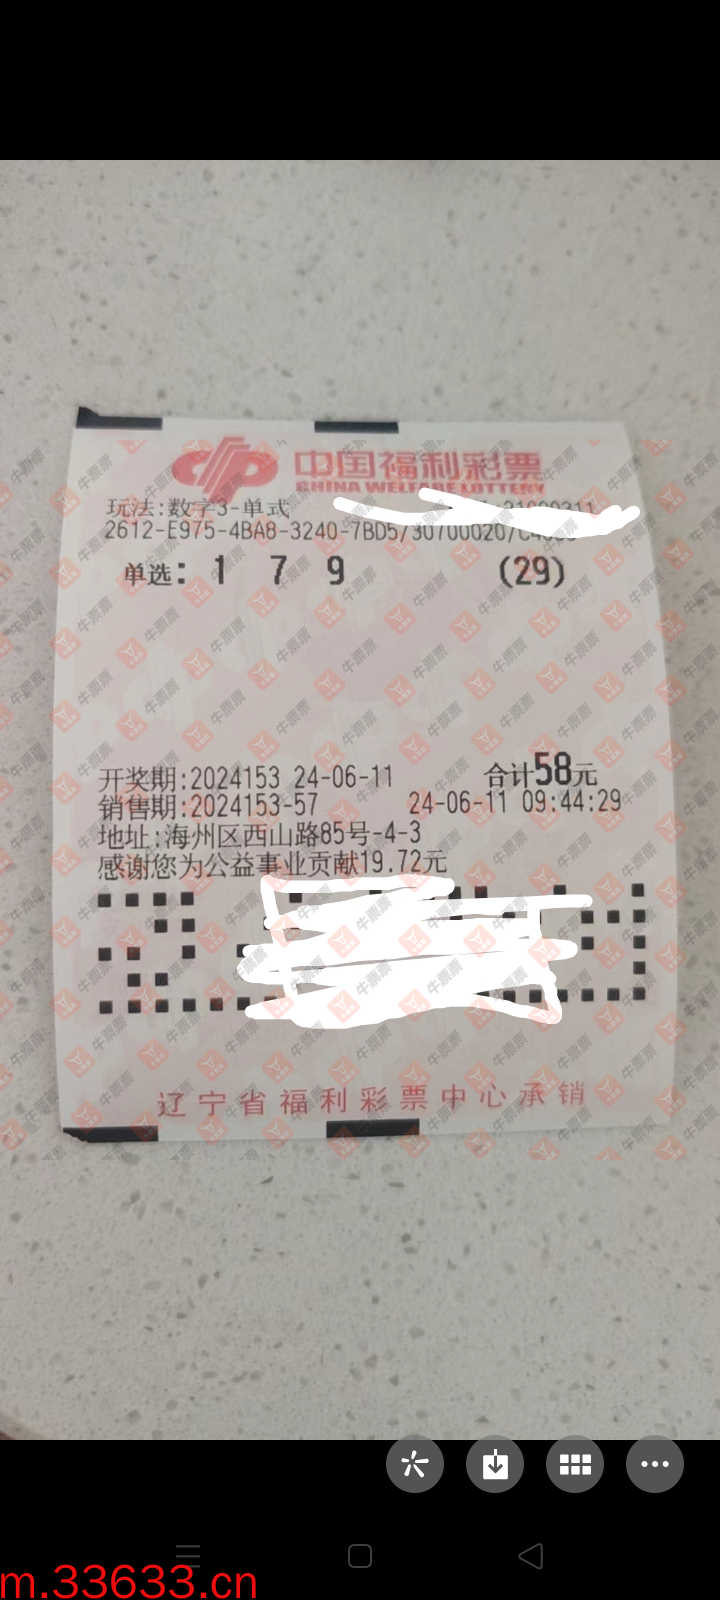 中国福利彩票
CHINA WELFARE LOTTERY
玩法:数字3-单式
2612-E975-4BA8-3240-7BD5/30700020/
单选: 1 7 9 (29)
开奖期:2024153 24-06-11 合计58元
销售期:2024153-57 24-06-11 09:44:29
地址:海州区西山路85号-4-3
感谢您为公益事业贡献19.72元
辽宁省福利彩票中心承销
牛票票
m.33633.cn